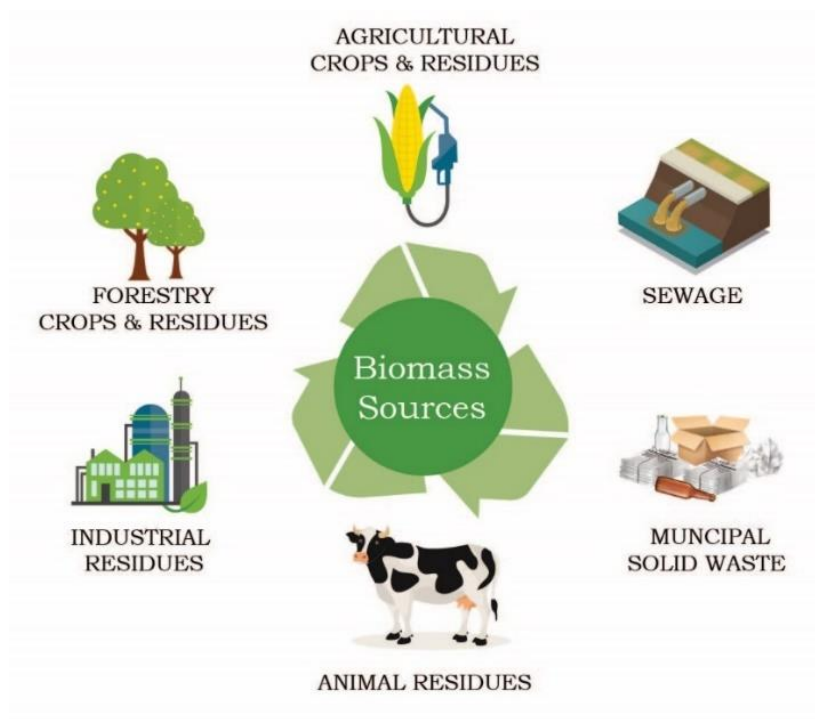 AGRICULTURAL
CROPS & RESIDUES
FORESTRY
CROPS & RESIDUES
SEWAGE
Biomass
Sources
INDUSTRIAL
RESIDUES
MUNCIPAL
SOLID WASTE
ANIMAL RESIDUES